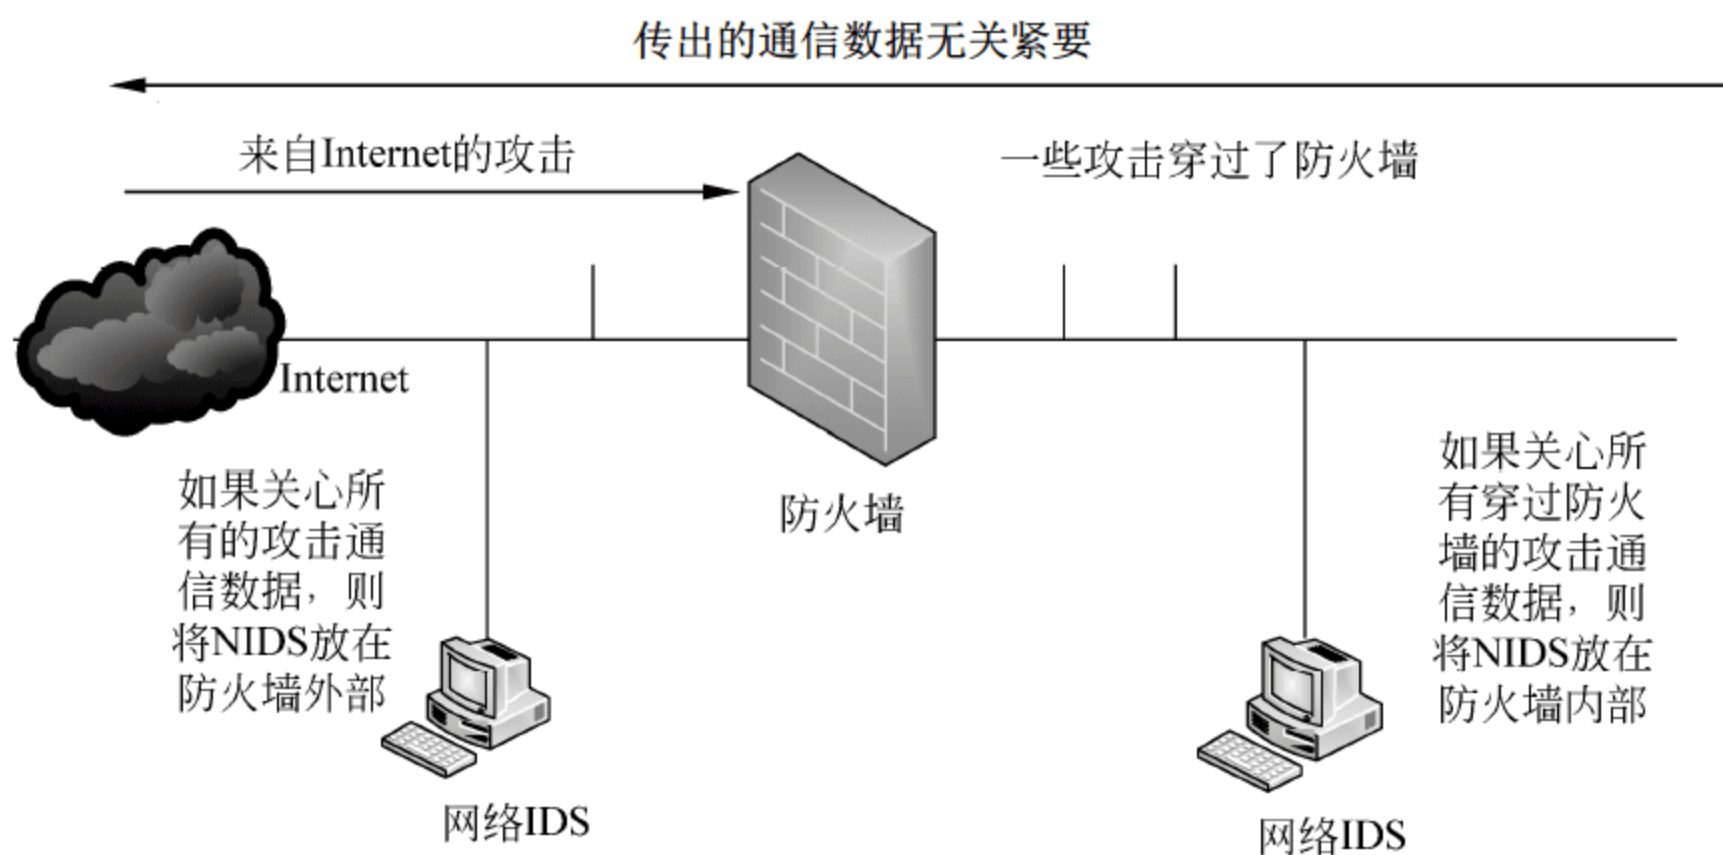 传出的通信数据无关紧要
来自Internet的攻击
一些攻击穿过了防火墙
Internet
如果关心所
有的攻击通
信数据，则
将NIDS放在
防火墙外部
防火墙
如果关心所
有穿过防火
墙的攻击通
信数据，则
将NIDS放在
防火墙内部
网络IDS
网络IDS